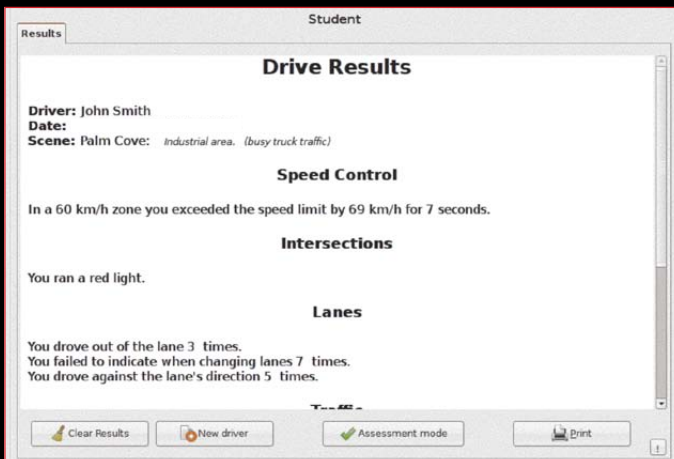 Student
Results
Drive Results
Driver: John Smith
Date:
Scene: Palm Cove: Industrial area. (busy truck traffic)
Speed Control
In a 60 km/h zone you exceeded the speed limit by 69 km/h for 7 seconds.
Intersections
You ran a red light.
Lanes
You drove out of the lane 3 times.
You failed to indicate when changing lanes 7 times.
You drove against the lane's direction 5 times.
Traffic
Clear Results New driver Assessment mode Print
!